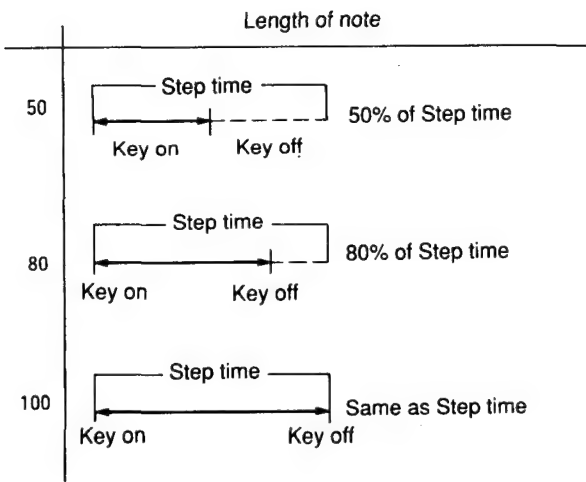 Length of note
Step time
50
50% of Step time
Key on Key off
Step time
80
80% of Step time
Key on Key off
Step time
100
Same as Step time
Key on Key off